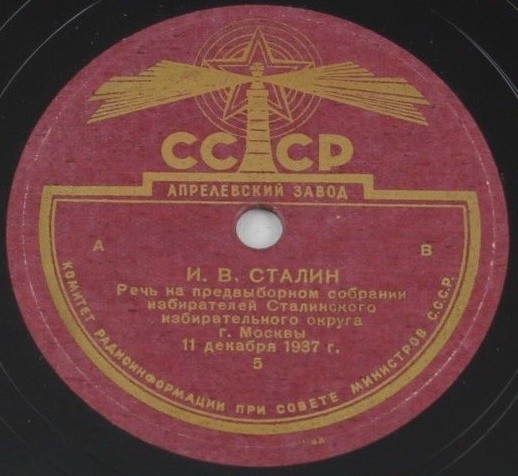 СССР
АПРЕЛЕВСКИЙ ЗАВОД
А В
И. В. СТАЛИН
Речь на предвыборном собрании
избирателей Сталинского
избирательного округа
г. Москвы
11 декабря 1937 г.
5
КОМИТЕТ РАДИОИНФОРМАЦИИ ПРИ СОВЕТЕ МИНИСТРОВ С.С.С.Р.